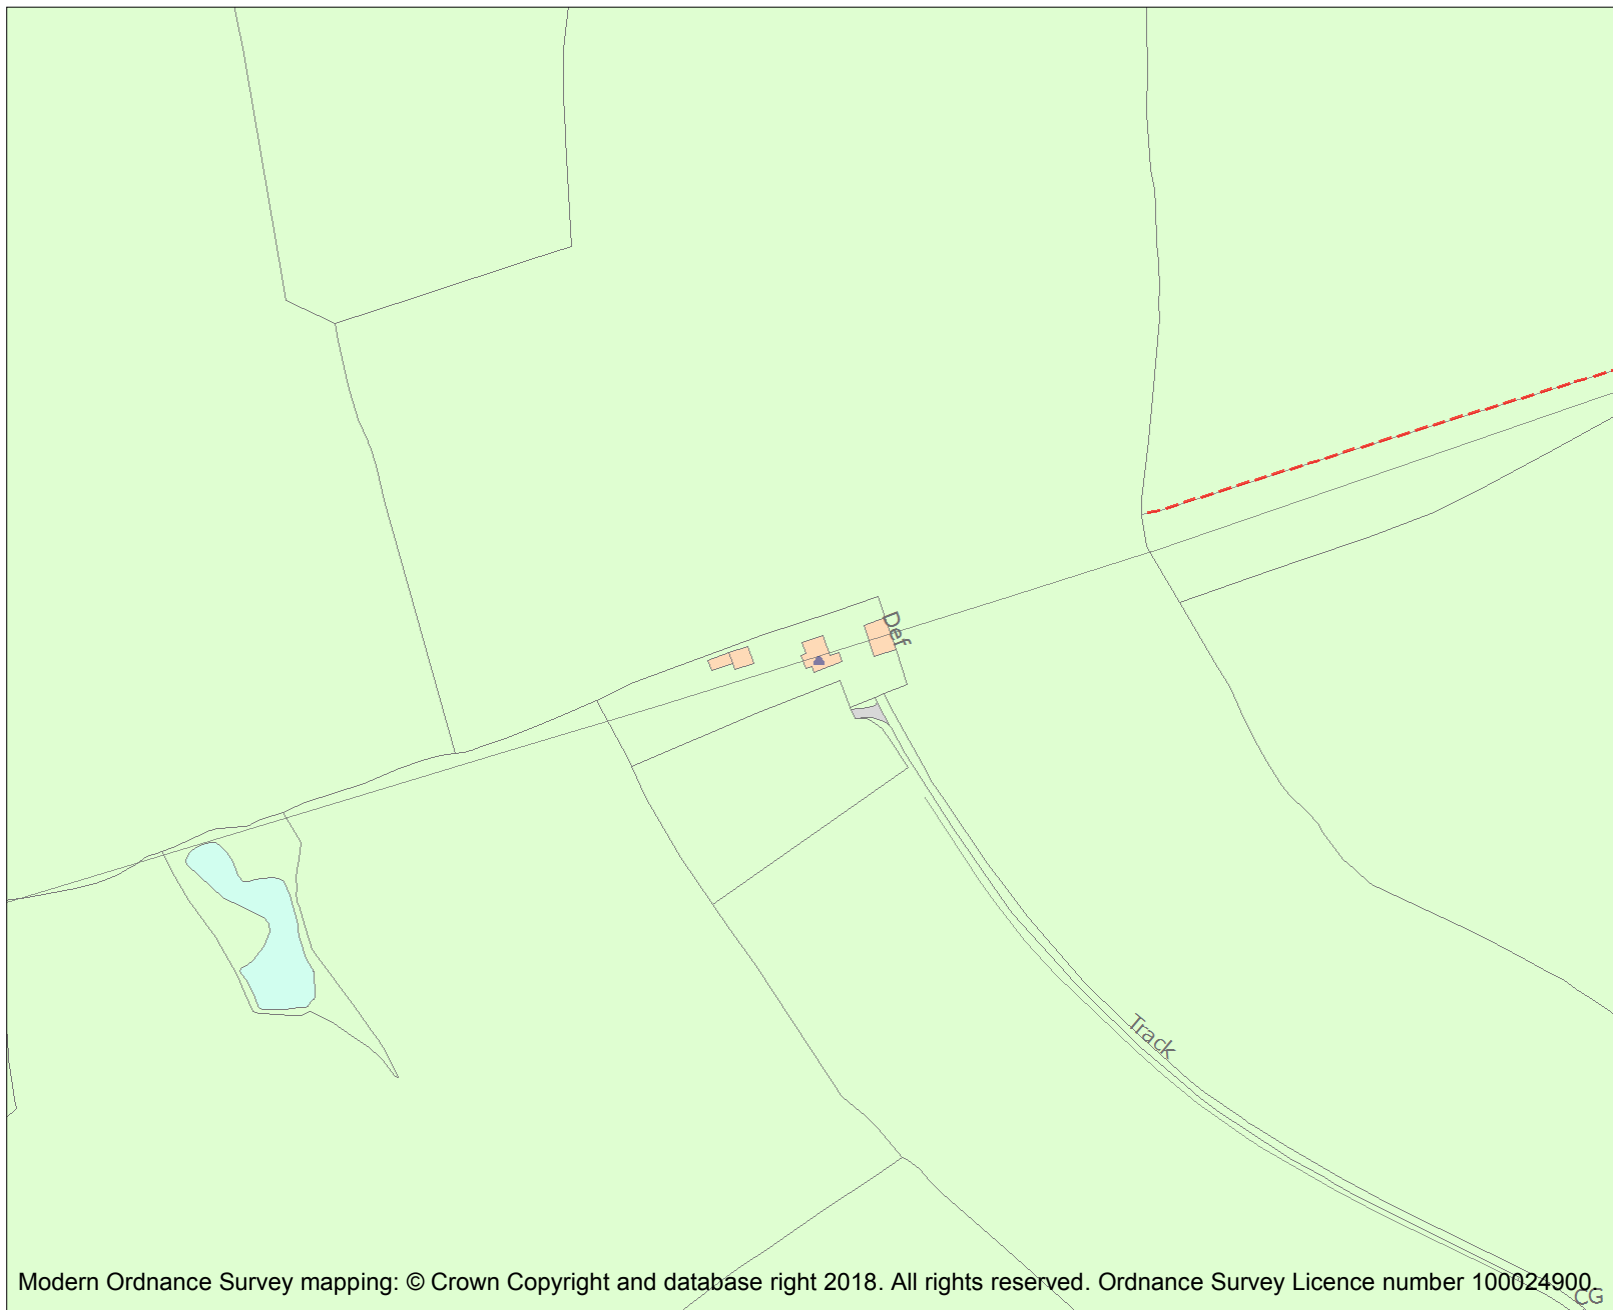 Def
Track
Modern Ordnance Survey mapping: © Crown Copyright and database right 2018. All rights reserved. Ordnance Survey Licence number 100024900.
CG